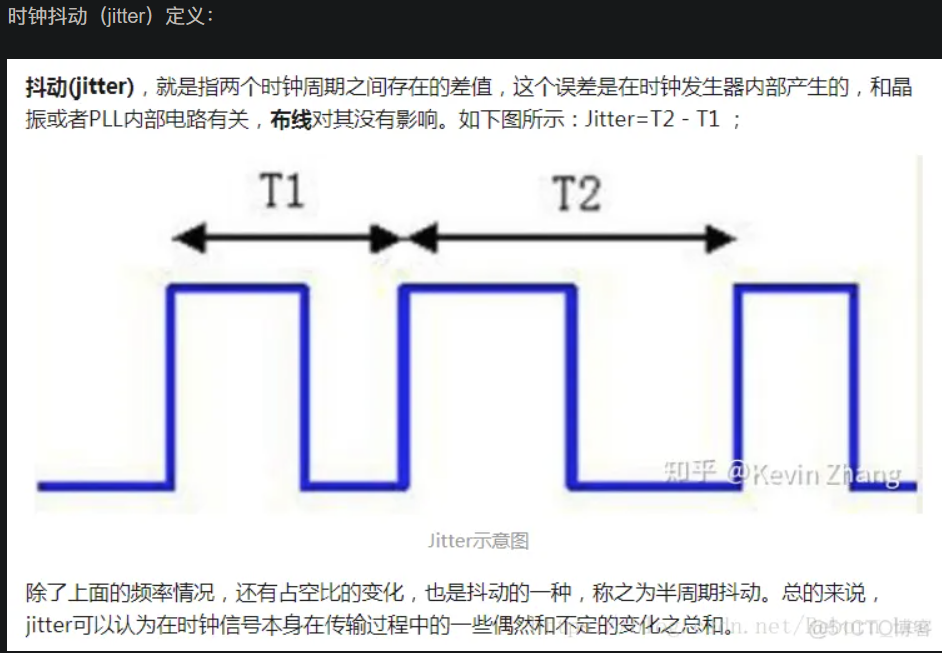 时钟抖动（jitter）定义：
抖动(jitter)，就是指两个时钟周期之间存在的差值，这个误差是在时钟发生器内部产生的，和晶
振或者PLL内部电路有关，布线对其没有影响。如下图所示：Jitter=T2 - T1 ；
T1 T2
知乎 @Kevin Zhang
Jitter示意图
除了上面的频率情况，还有占空比的变化，也是抖动的一种，称之为半周期抖动。总的来说，
jitter可以认为在时钟信号本身在传输过程中的一些偶然和不定的变化之总和。
@51CTO博客